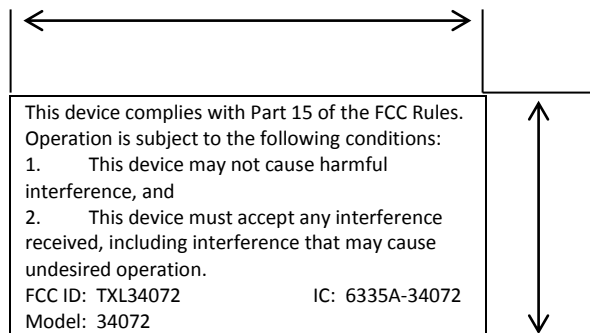 This device complies with Part 15 of the FCC Rules.
Operation is subject to the following conditions:
1. This device may not cause harmful
interference, and
2. This device must accept any interference
received, including interference that may cause
undesired operation.
FCC ID: TXL34072 IC: 6335A-34072
Model: 34072